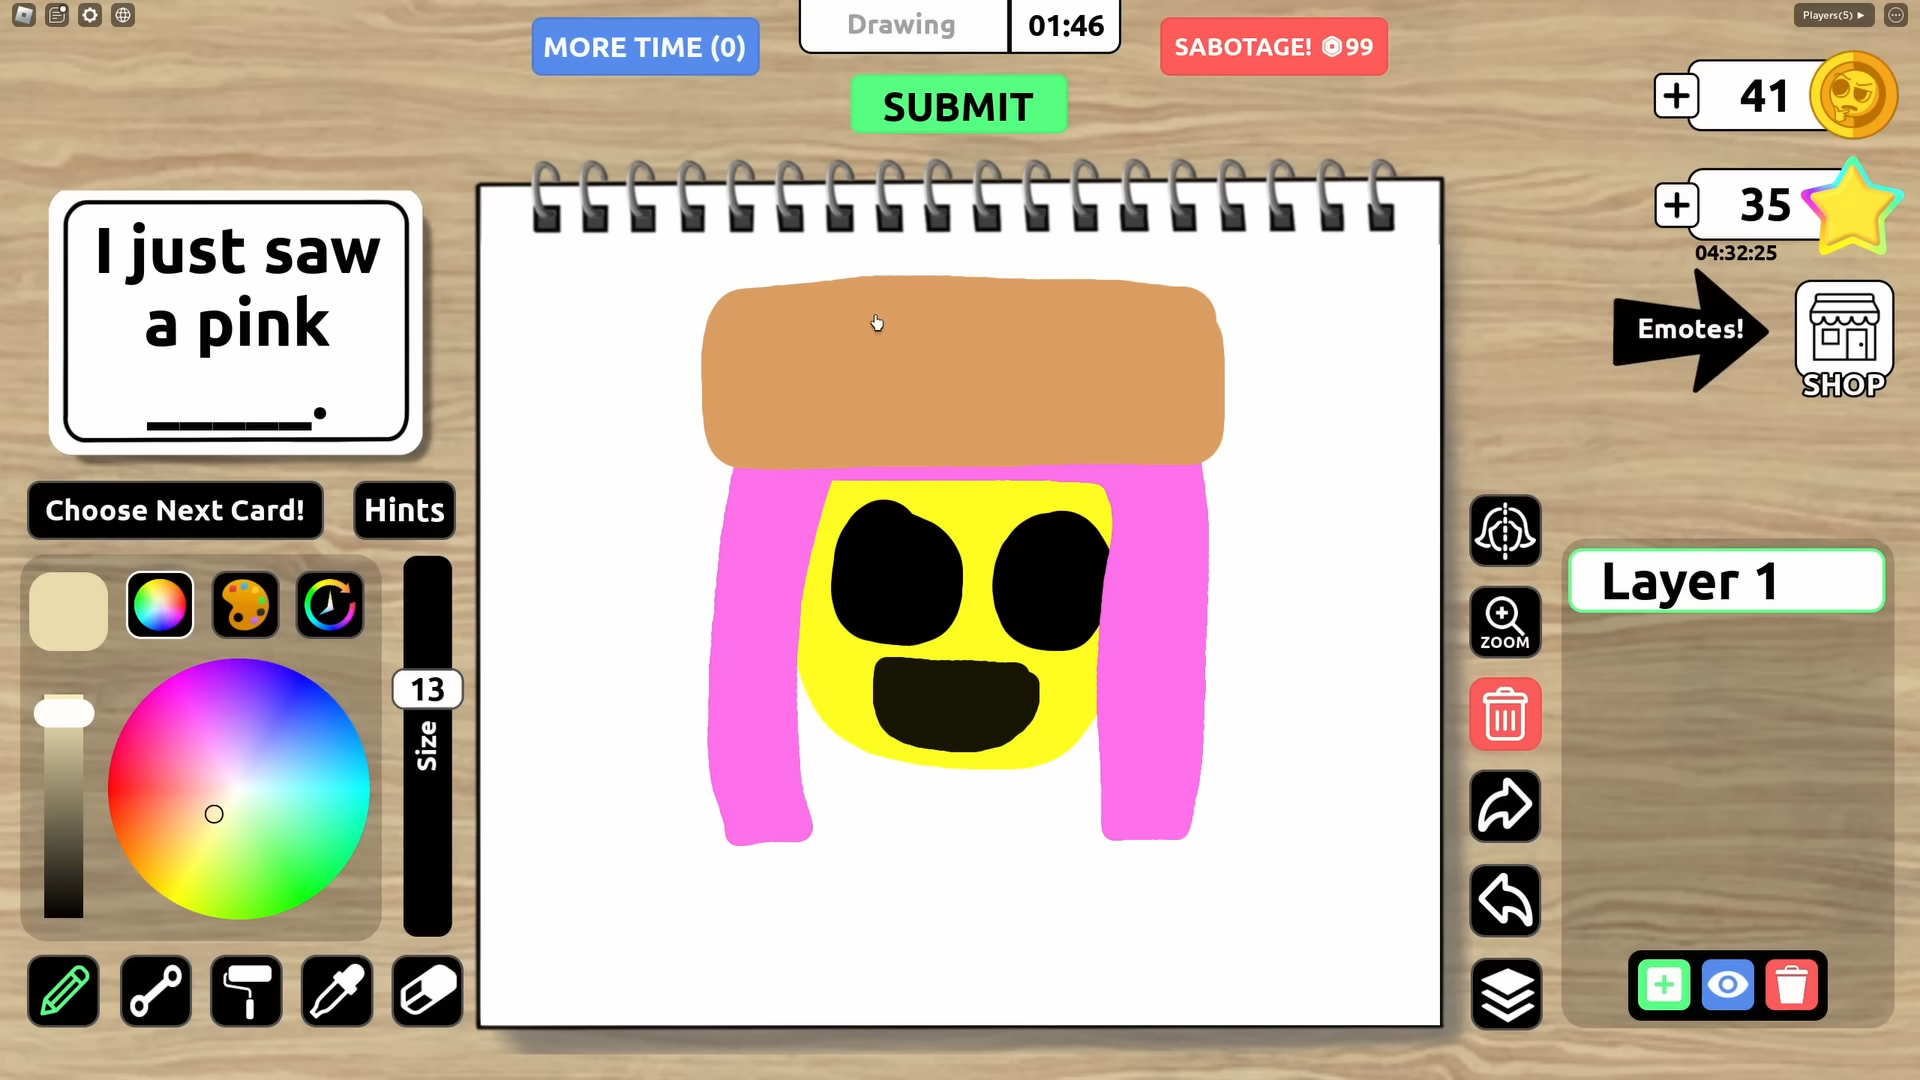 Players(5)
MORE TIME (0)
Drawing
01:46
SABOTAGE! 99
SUBMIT
41
35
04:32:25
Emotes!
SHOP
I just saw
a pink
_____.
Choose Next Card!
Hints
13
Size
ZOOM
Layer 1